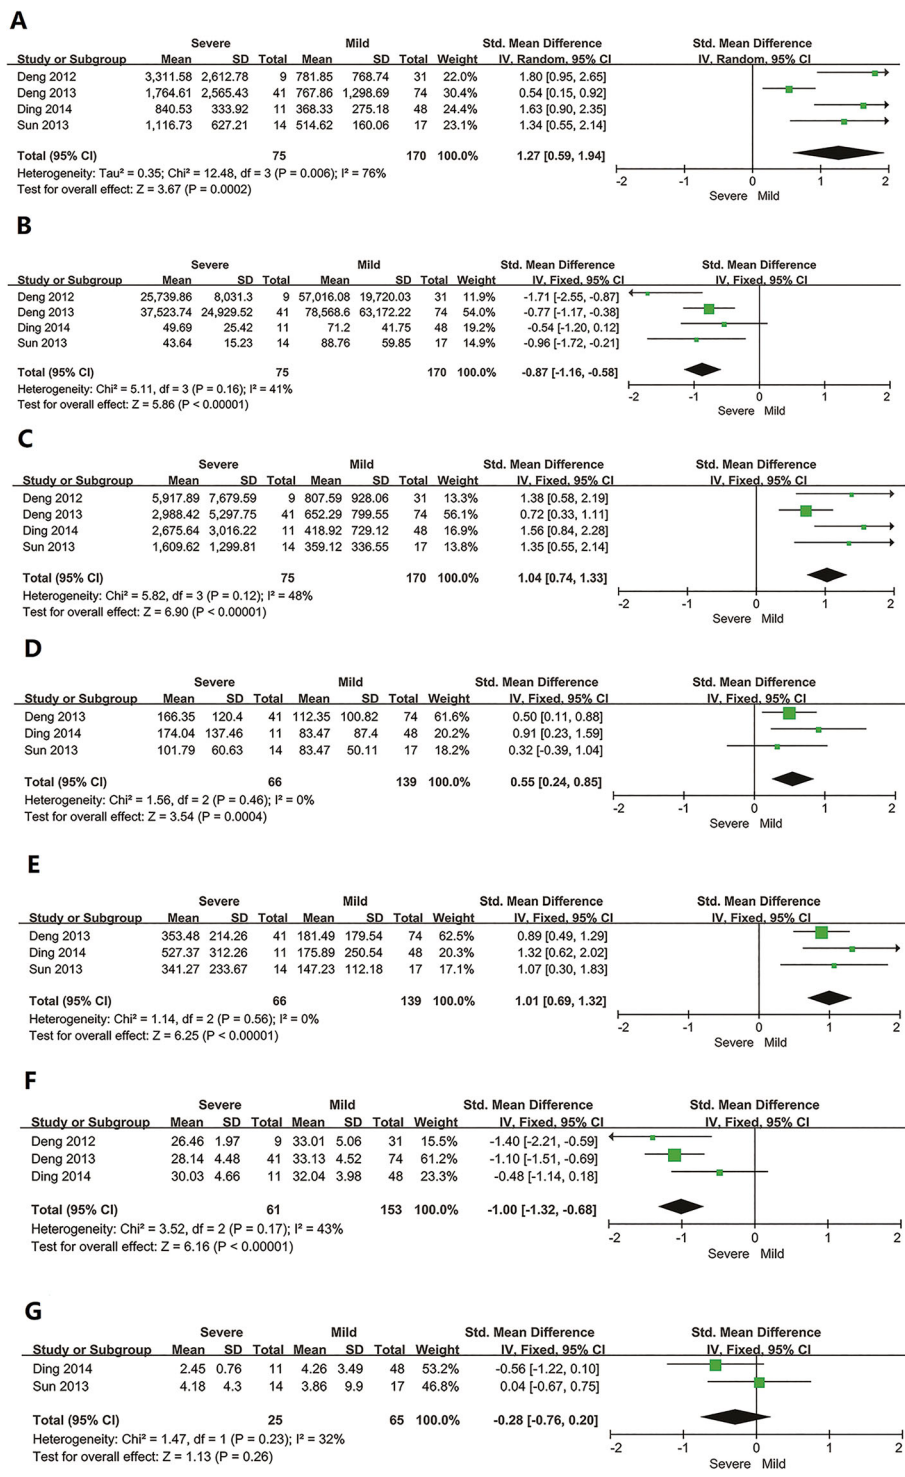 A
Severe Mild Std. Mean Difference Std. Mean Difference
Study or Subgroup Mean SD Total Mean SD Total Weight IV, Random, 95% CI IV, Random, 95% CI
Deng 2012 3,311.58 2,612.78 9 781.85 768.74 31 22.0% 1.80 [0.95, 2.65]
Deng 2013 1,764.61 2,565.43 41 767.86 1,298.69 74 30.4% 0.54 [0.15, 0.92]
Ding 2014 840.53 333.92 11 368.33 275.18 48 24.4% 1.63 [0.90, 2.35]
Sun 2013 1,116.73 627.21 14 514.62 160.06 17 23.1% 1.34 [0.55, 2.14]
Total (95% CI) 75 170 100.0% 1.27 [0.59, 1.94]
Heterogeneity: Tau² = 0.35; Chi² = 12.48, df = 3 (P = 0.006); I² = 76%
Test for overall effect: Z = 3.67 (P = 0.0002)
-2 -1 0 1 2
Severe Mild
B
Severe Mild Std. Mean Difference Std. Mean Difference
Study or Subgroup Mean SD Total Mean SD Total Weight IV, Fixed, 95% CI IV, Fixed, 95% CI
Deng 2012 25,739.86 8,031.3 9 57,016.08 19,720.03 31 11.9% -1.71 [-2.55, -0.87]
Deng 2013 37,523.74 24,929.52 41 78,568.6 63,172.22 74 54.0% -0.77 [-1.17, -0.38]
Ding 2014 49.69 25.42 11 71.2 41.75 48 19.2% -0.54 [-1.20, 0.12]
Sun 2013 43.64 15.23 14 88.76 59.85 17 14.9% -0.96 [-1.72, -0.21]
Total (95% CI) 75 170 100.0% -0.87 [-1.16, -0.58]
Heterogeneity: Chi² = 5.11, df = 3 (P = 0.16); I² = 41%
Test for overall effect: Z = 5.86 (P < 0.00001)
-2 -1 0 1 2
Severe Mild
C
Severe Mild Std. Mean Difference Std. Mean Difference
Study or Subgroup Mean SD Total Mean SD Total Weight IV, Fixed, 95% CI IV, Fixed, 95% CI
Deng 2012 5,917.89 7,679.59 9 807.59 928.06 31 13.3% 1.38 [0.58, 2.19]
Deng 2013 2,988.42 5,297.75 41 652.29 799.55 74 56.1% 0.72 [0.33, 1.11]
Ding 2014 2,675.64 3,016.22 11 418.92 729.12 48 16.9% 1.56 [0.84, 2.28]
Sun 2013 1,609.62 1,299.81 14 359.12 336.55 17 13.8% 1.35 [0.55, 2.14]
Total (95% CI) 75 170 100.0% 1.04 [0.74, 1.33]
Heterogeneity: Chi² = 5.82, df = 3 (P = 0.12); I² = 48%
Test for overall effect: Z = 6.90 (P < 0.00001)
-2 -1 0 1 2
Severe Mild
D
Severe Mild Std. Mean Difference Std. Mean Difference
Study or Subgroup Mean SD Total Mean SD Total Weight IV, Fixed, 95% CI IV, Fixed, 95% CI
Deng 2013 166.35 120.4 41 112.35 100.82 74 61.6% 0.50 [0.11, 0.88]
Ding 2014 174.04 137.46 11 83.47 87.4 48 20.2% 0.91 [0.23, 1.59]
Sun 2013 101.79 60.63 14 83.47 50.11 17 18.2% 0.32 [-0.39, 1.04]
Total (95% CI) 66 139 100.0% 0.55 [0.24, 0.85]
Heterogeneity: Chi² = 1.56, df = 2 (P = 0.46); I² = 0%
Test for overall effect: Z = 3.54 (P = 0.0004)
-2 -1 0 1 2
Severe Mild
E
Severe Mild Std. Mean Difference Std. Mean Difference
Study or Subgroup Mean SD Total Mean SD Total Weight IV, Fixed, 95% CI IV, Fixed, 95% CI
Deng 2013 353.48 214.26 41 181.49 179.54 74 62.5% 0.89 [0.49, 1.29]
Ding 2014 527.37 312.26 11 175.89 250.54 48 20.3% 1.32 [0.62, 2.02]
Sun 2013 341.27 233.67 14 147.23 112.18 17 17.1% 1.07 [0.30, 1.83]
Total (95% CI) 66 139 100.0% 1.01 [0.69, 1.32]
Heterogeneity: Chi² = 1.14, df = 2 (P = 0.56); I² = 0%
Test for overall effect: Z = 6.25 (P < 0.00001)
-2 -1 0 1 2
Severe Mild
F
Severe Mild Std. Mean Difference Std. Mean Difference
Study or Subgroup Mean SD Total Mean SD Total Weight IV, Fixed, 95% CI IV, Fixed, 95% CI
Deng 2012 26.46 1.97 9 33.01 5.06 31 15.5% -1.40 [-2.21, -0.59]
Deng 2013 28.14 4.48 41 33.13 4.52 74 61.2% -1.10 [-1.51, -0.69]
Ding 2014 30.03 4.66 11 32.04 3.98 48 23.3% -0.48 [-1.14, 0.18]
Total (95% CI) 61 153 100.0% -1.00 [-1.32, -0.68]
Heterogeneity: Chi² = 3.52, df = 2 (P = 0.17); I² = 43%
Test for overall effect: Z = 6.16 (P < 0.00001)
-2 -1 0 1 2
Severe Mild
G
Severe Mild Std. Mean Difference Std. Mean Difference
Study or Subgroup Mean SD Total Mean SD Total Weight IV, Fixed, 95% CI IV, Fixed, 95% CI
Ding 2014 2.45 0.76 11 4.26 3.49 48 53.2% -0.56 [-1.22, 0.10]
Sun 2013 4.18 4.3 14 3.86 9.9 17 46.8% 0.04 [-0.67, 0.75]
Total (95% CI) 25 65 100.0% -0.28 [-0.76, 0.20]
Heterogeneity: Chi² = 1.47, df = 1 (P = 0.23); I² = 32%
Test for overall effect: Z = 1.13 (P = 0.26)
-2 -1 0 1 2
Severe Mild